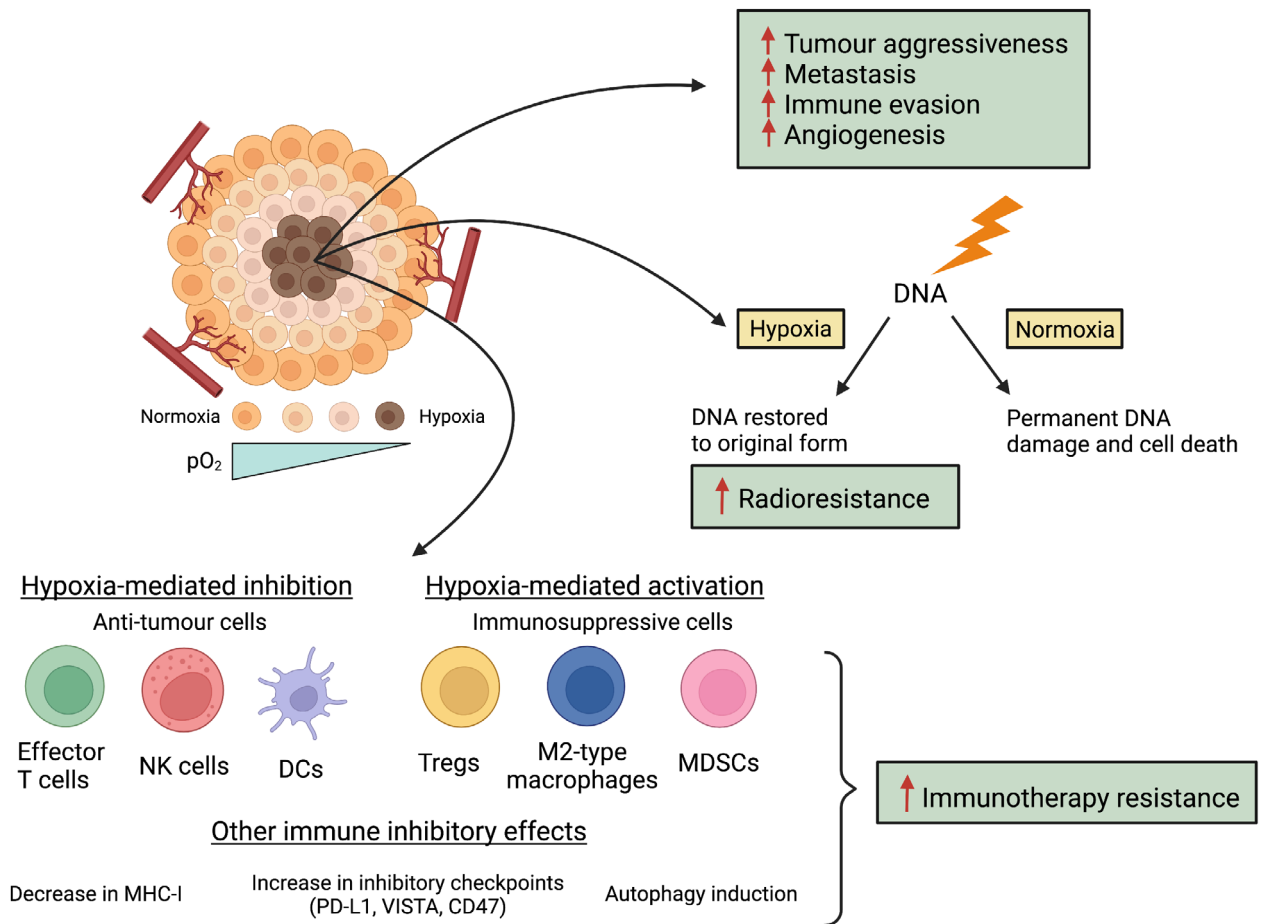 Tumour aggressiveness
Metastasis
Immune evasion
Angiogenesis
DNA
Hypoxia
Normoxia
DNA restored
to original form
Permanent DNA
damage and cell death
Radioresistance
Normoxia
Hypoxia
pO₂
Hypoxia-mediated inhibition
Anti-tumour cells
Effector
T cells
NK cells
DCs
Hypoxia-mediated activation
Immunosuppressive cells
Tregs
M2-type
macrophages
MDSCs
Other immune inhibitory effects
Decrease in MHC-I
Increase in inhibitory checkpoints
(PD-L1, VISTA, CD47)
Autophagy induction
Immunotherapy resistance